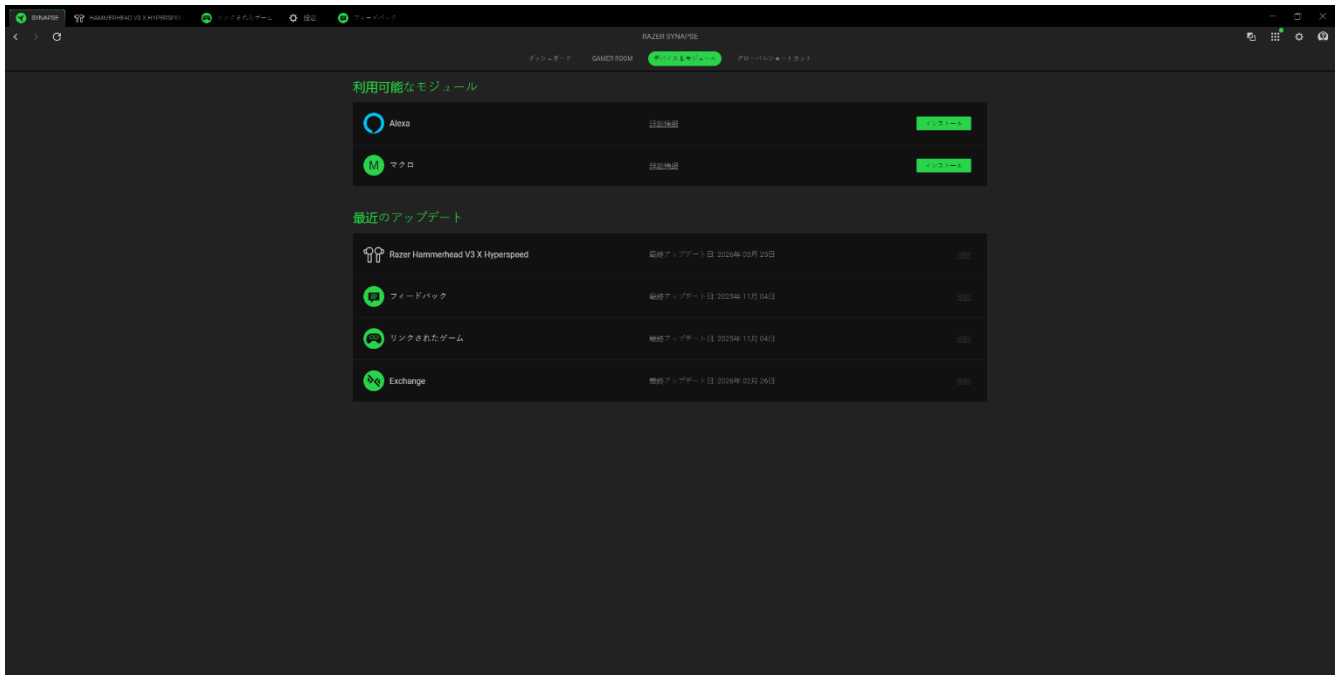 SYNAPSE HAMMERHEAD V3 X HYPERSPE リンクされたゲーム 設定 フィードバック
RAZER SYNAPSE
ダッシュボード GAMER ROOM デバイス & モジュール グローバルショートカット
利用可能なモジュール
Alexa 詳細情報 インストール
M マクロ 詳細情報 インストール
最近のアップデート
Razer Hammerhead V3 X Hyperspeed 最終アップデート日: 2026年 03月 25日
フィードバック 最終アップデート日: 2025年 11月 04日
リンクされたゲーム 最終アップデート日: 2025年 11月 04日
Exchange 最終アップデート日: 2026年 02月 26日